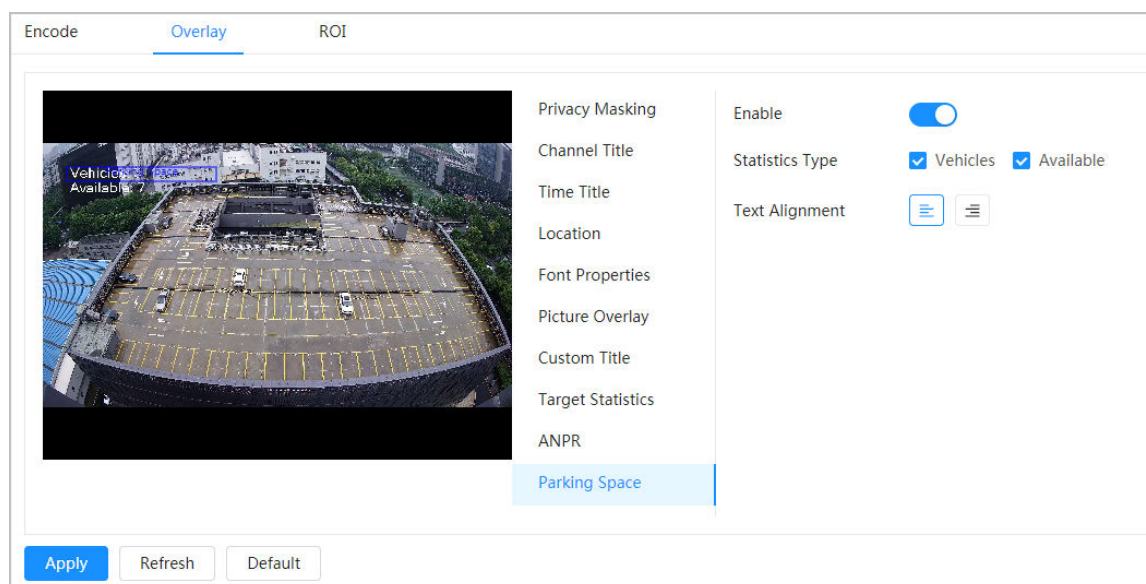 Encode
Overlay
ROI
Available: 7
Privacy Masking
Channel Title
Time Title
Location
Font Properties
Picture Overlay
Custom Title
Target Statistics
ANPR
Parking Space
Enable
Statistics Type
Vehicles
Available
Text Alignment
Apply
Refresh
Default